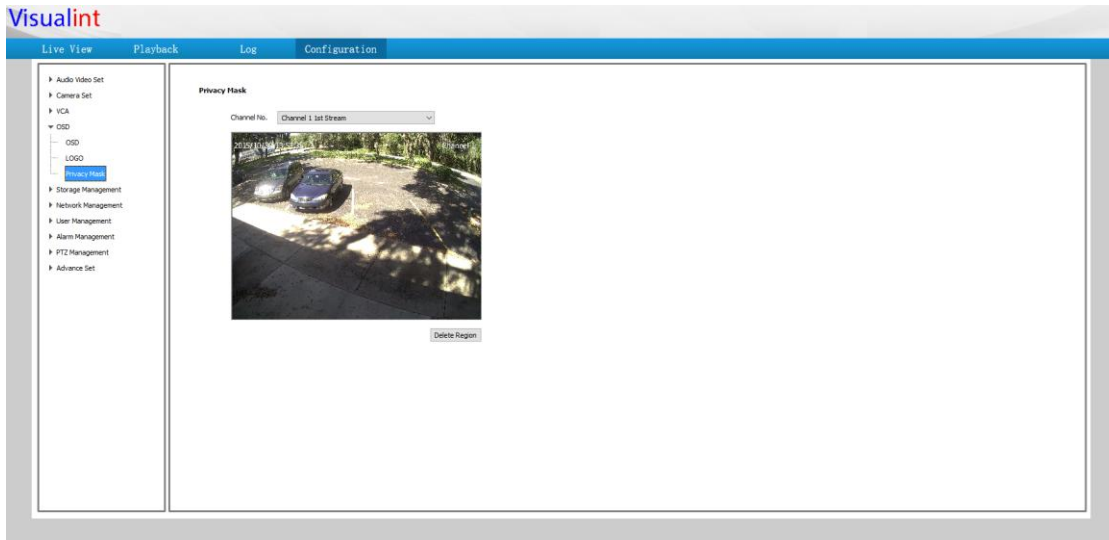 Visualint
Live View Playback Log Configuration
Audio Video Set
Camera Set
VCA
OSD
OSD
LOGO
Privacy Mask
Storage Management
Network Management
User Management
Alarm Management
PTZ Management
Advance Set
Privacy Mask
Channel No. Channel 1 1st Stream
Channel
Delete Region